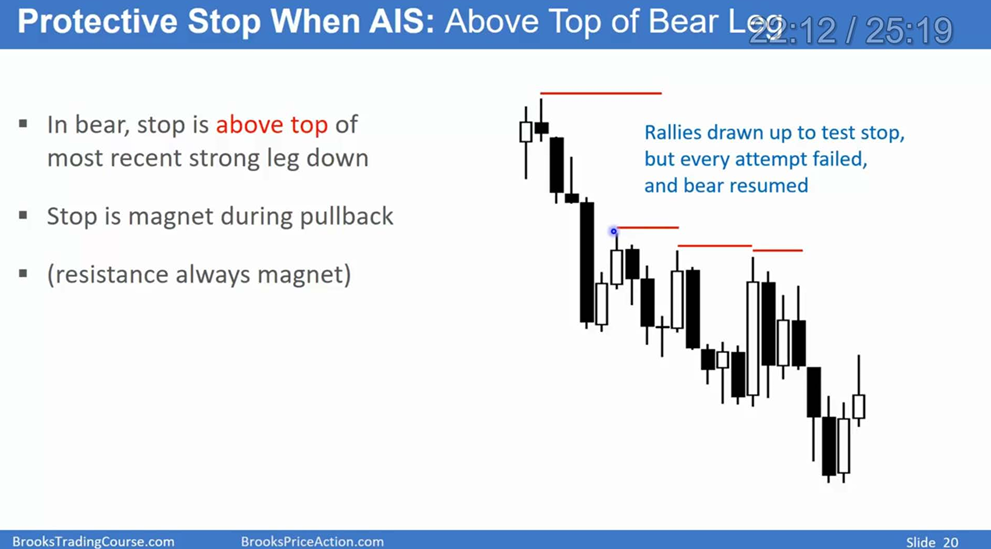 Protective Stop When AIS: Above Top of Bear Leg
22:12 / 25:19
▪ In bear, stop is above top of
most recent strong leg down
▪ Stop is magnet during pullback
▪ (resistance always magnet)
Rallies drawn up to test stop,
but every attempt failed,
and bear resumed
BrooksTradingCourse.com
BrooksPriceAction.com
Slide 20